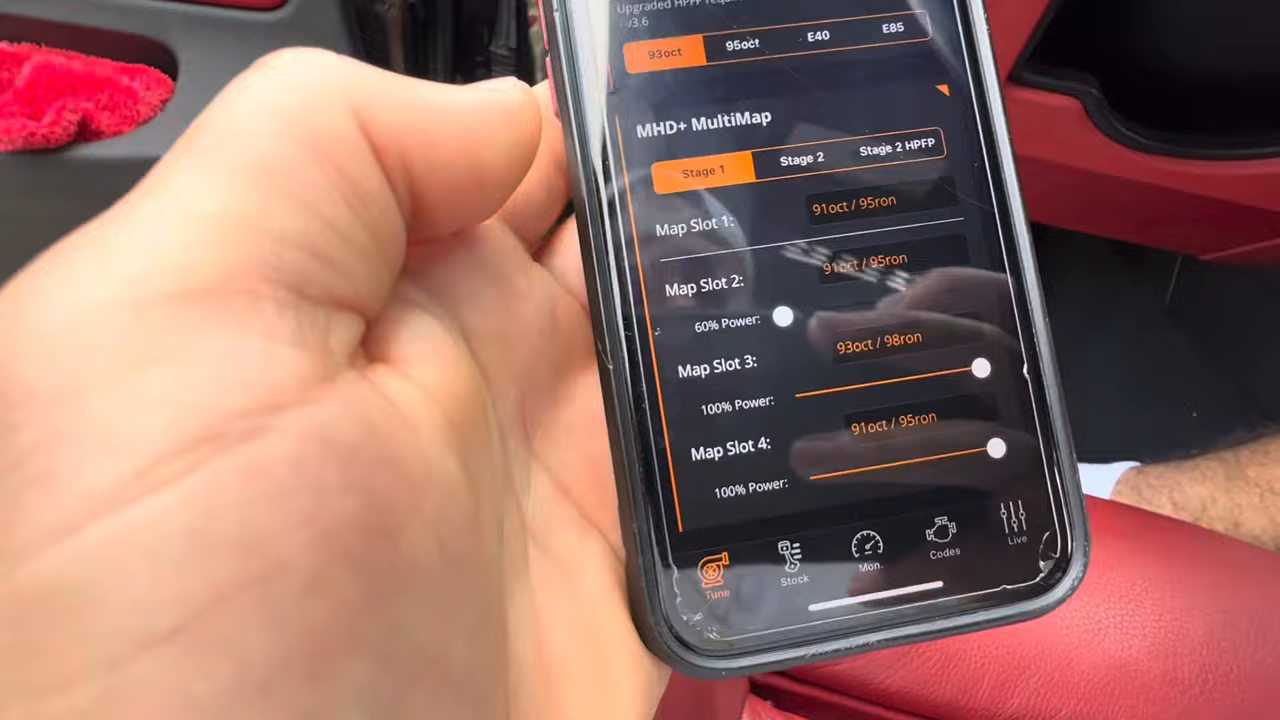 Upgraded HPFP
v3.6
93oct 95oct E40 E85
MHD+ MultiMap
Stage 1 Stage 2 Stage 2 HPFP
Map Slot 1: 91oct / 95ron
Map Slot 2: 91oct / 95ron
60% Power:
Map Slot 3: 93oct / 98ron
100% Power:
Map Slot 4: 91oct / 95ron
100% Power:
Tune Stock Mon. Codes Live